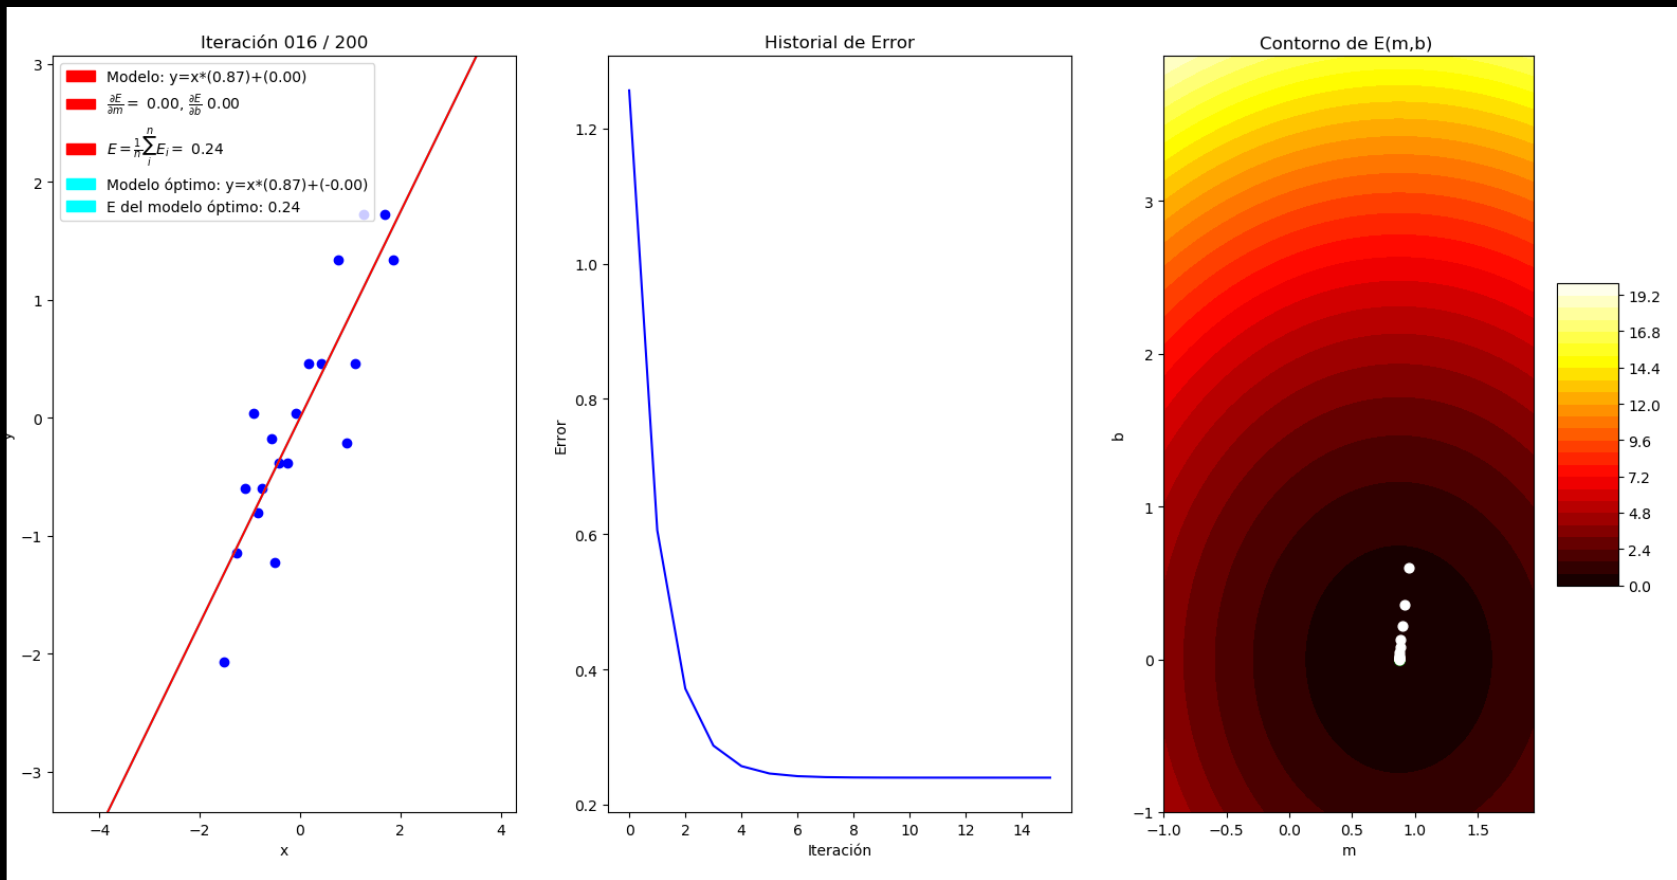 Iteración 016 / 200
Modelo: y=x*(0.87)+(0.00)
∂E/∂m = 0.00, ∂E/∂b 0.00
E = 1/n ∑_i^n E_i = 0.24
Modelo óptimo: y=x*(0.87)+(-0.00)
E del modelo óptimo: 0.24
3
2
1
0
−1
−2
−3
y
−4 −2 0 2 4
x
Historial de Error
1.2
1.0
0.8
0.6
0.4
0.2
Error
0 2 4 6 8 10 12 14
Iteración
Contorno de E(m,b)
3
2
1
0
−1
b
−1.0 −0.5 0.0 0.5 1.0 1.5
m
19.2
16.8
14.4
12.0
9.6
7.2
4.8
2.4
0.0